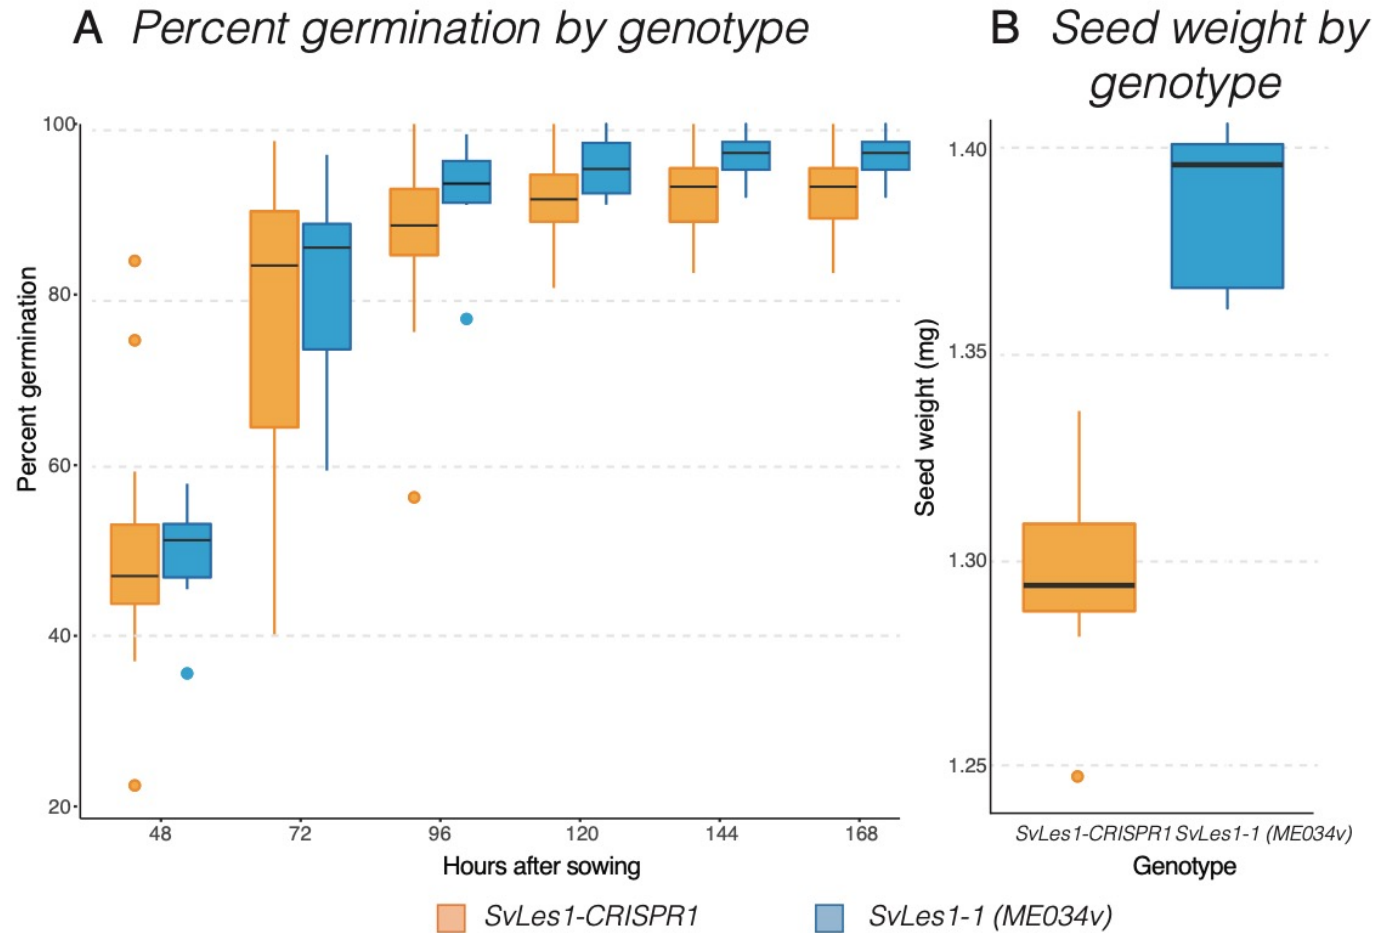 A Percent germination by genotype
100
80
60
40
20
Percent germination
48 72 96 120 144 168
Hours after sowing
B Seed weight by
genotype
1.40
1.35
1.30
1.25
Seed weight (mg)
SvLes1-CRISPR1 SvLes1-1 (ME034v)
Genotype
SvLes1-CRISPR1 SvLes1-1 (ME034v)